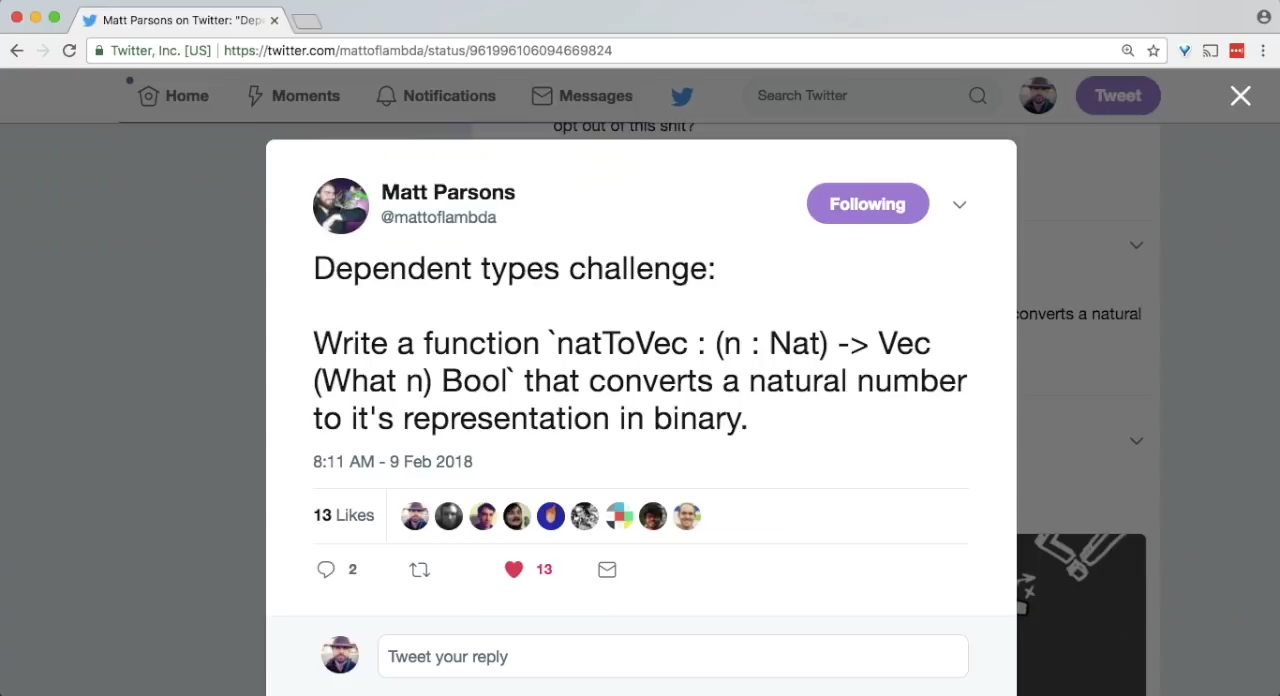 Matt Parsons on Twitter: "Depe
Twitter, Inc. [US] | https://twitter.com/mattoflambda/status/961996106094669824
Home Moments Notifications Messages Search Twitter Tweet
opt out of this shit?
Matt Parsons
@mattoflambda
Following
Dependent types challenge:
Write a function `natToVec : (n : Nat) -> Vec
(What n) Bool` that converts a natural number
to it's representation in binary.
converts a natural
8:11 AM - 9 Feb 2018
13 Likes
2 13
Tweet your reply